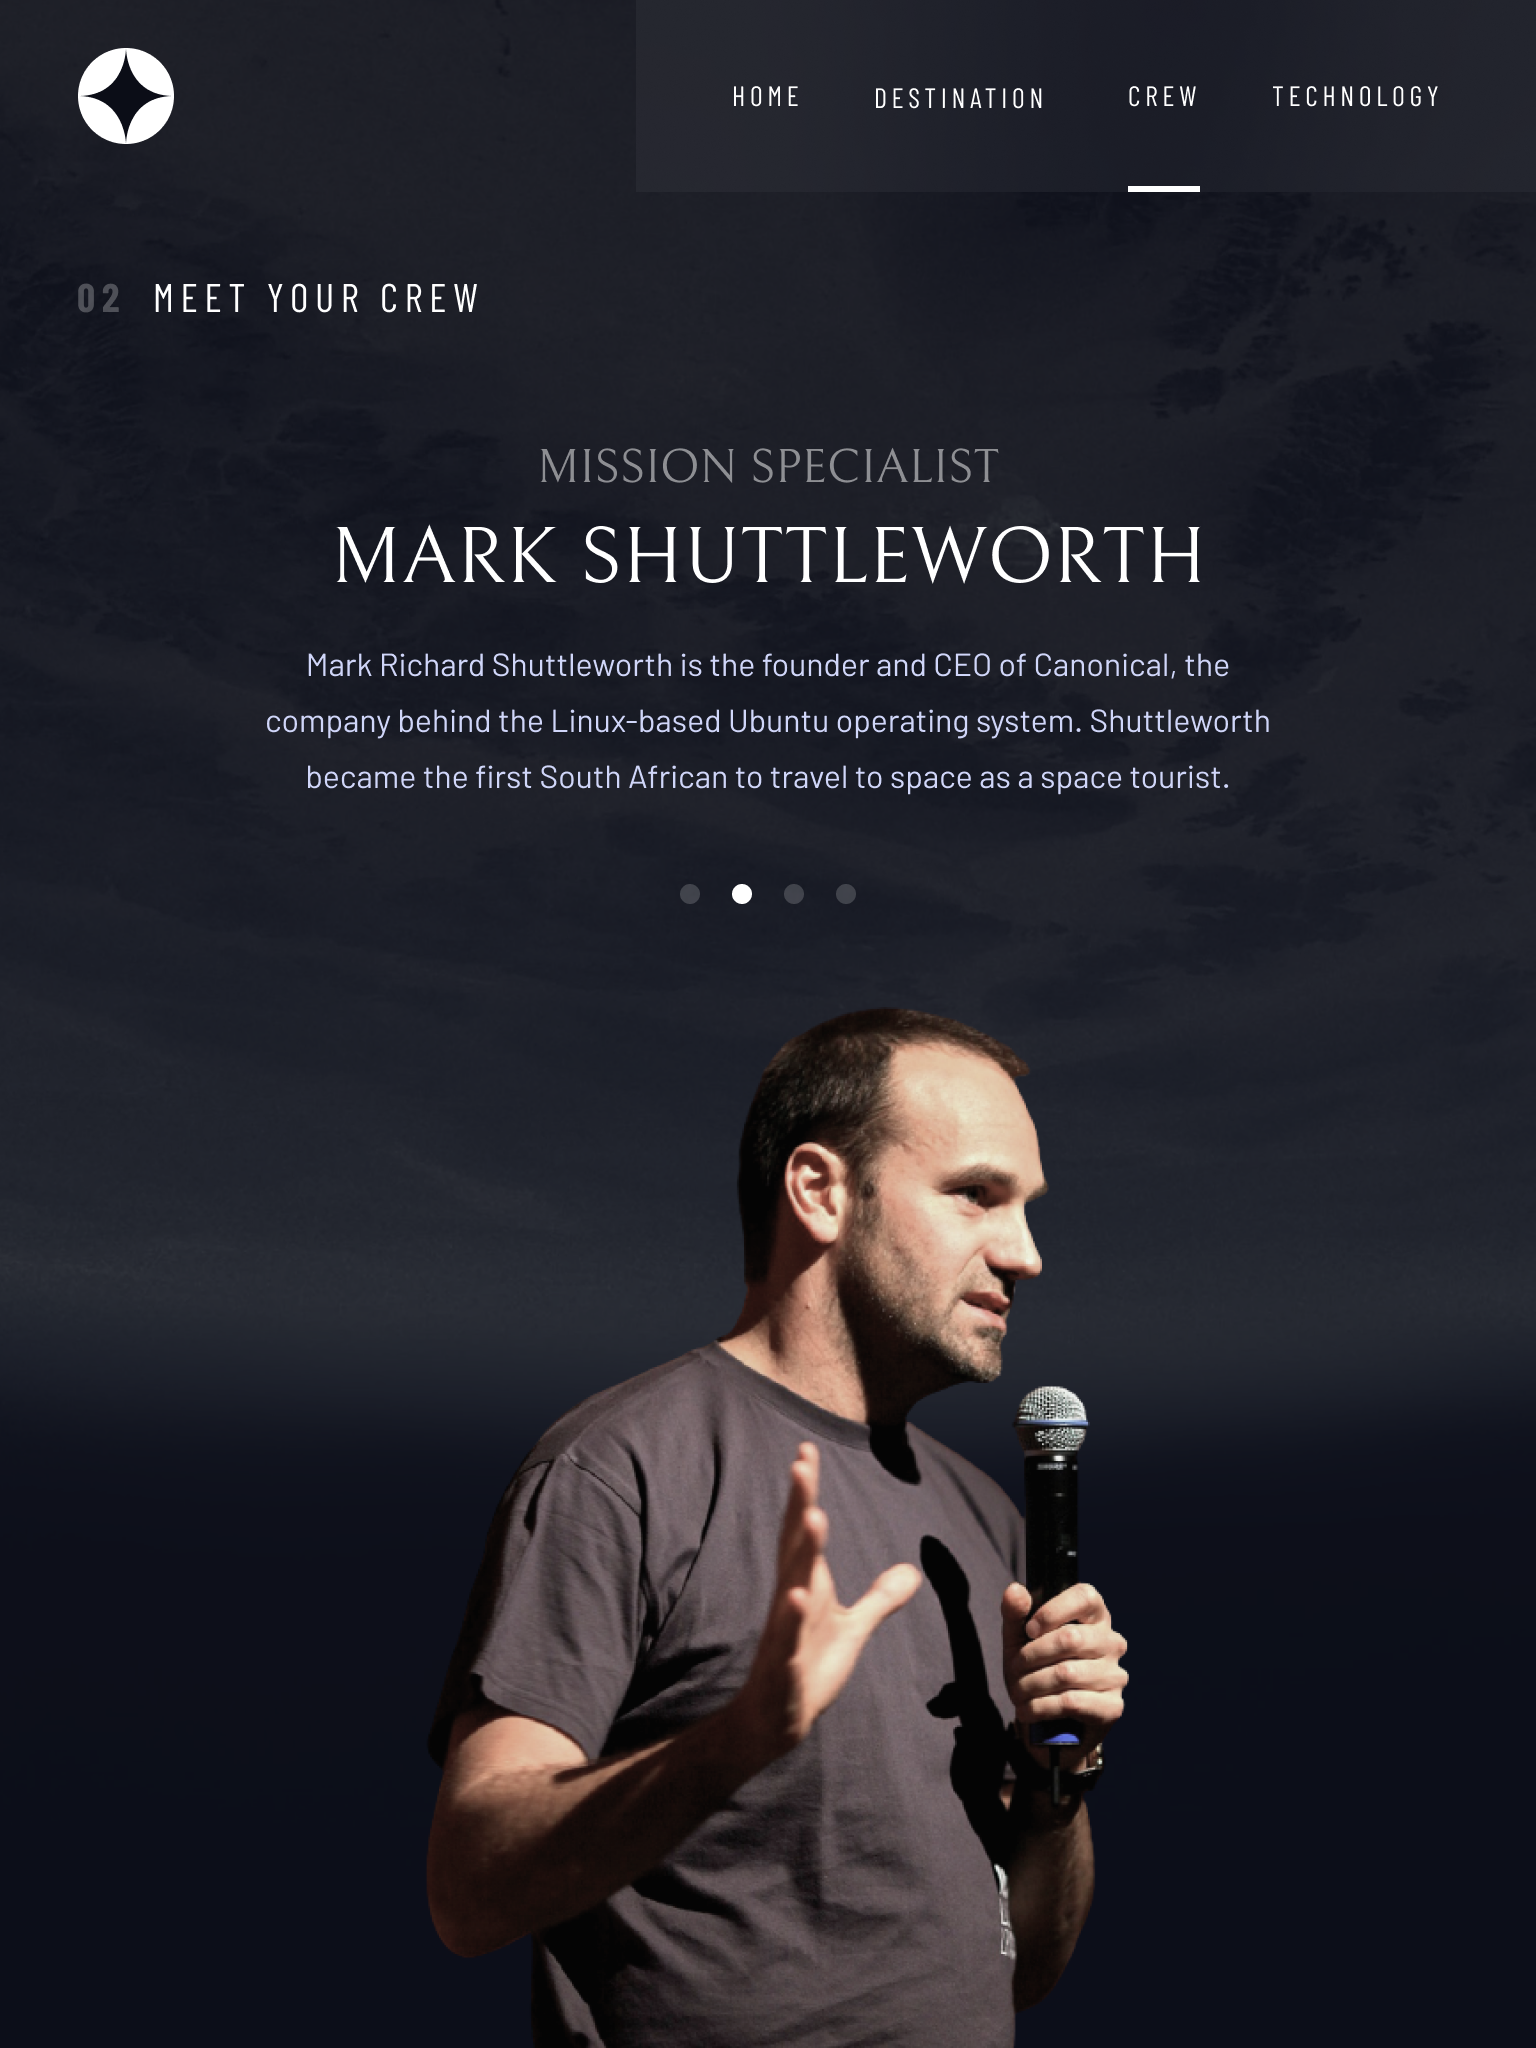 HOME DESTINATION CREW TECHNOLOGY
02 MEET YOUR CREW
MISSION SPECIALIST
MARK SHUTTLEWORTH
Mark Richard Shuttleworth is the founder and CEO of Canonical, the
company behind the Linux-based Ubuntu operating system. Shuttleworth
became the first South African to travel to space as a space tourist.